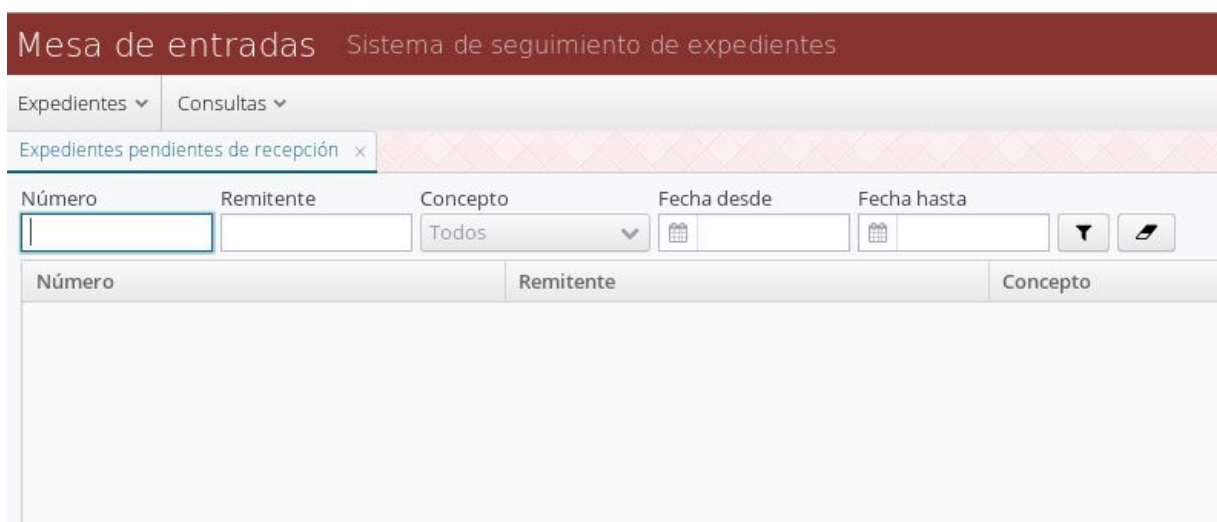 Mesa de entradas Sistema de seguimiento de expedientes
Expedientes Consultas
Expedientes pendientes de recepción ×
Número Remitente Concepto Fecha desde Fecha hasta
Todos
Número Remitente Concepto